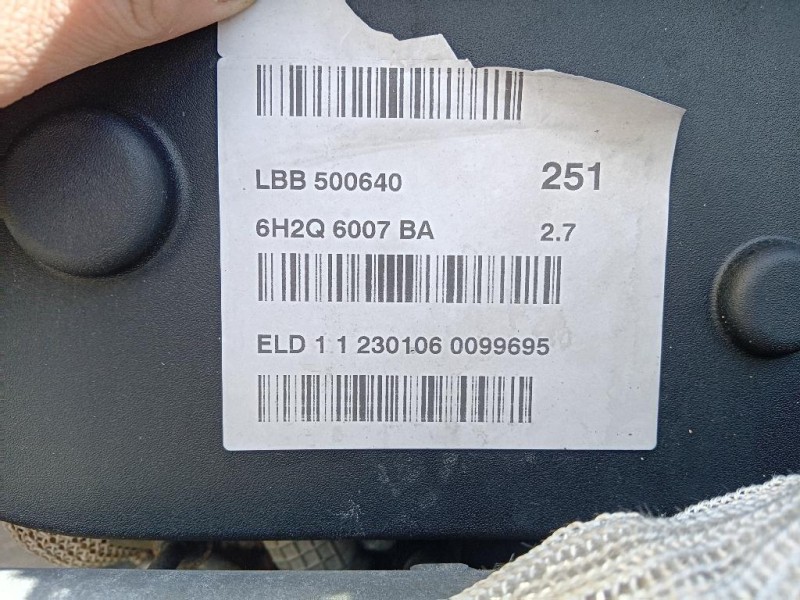 LBB 500640 251
6H2Q 6007 BA 2.7
ELD 1 1 230106 0099695